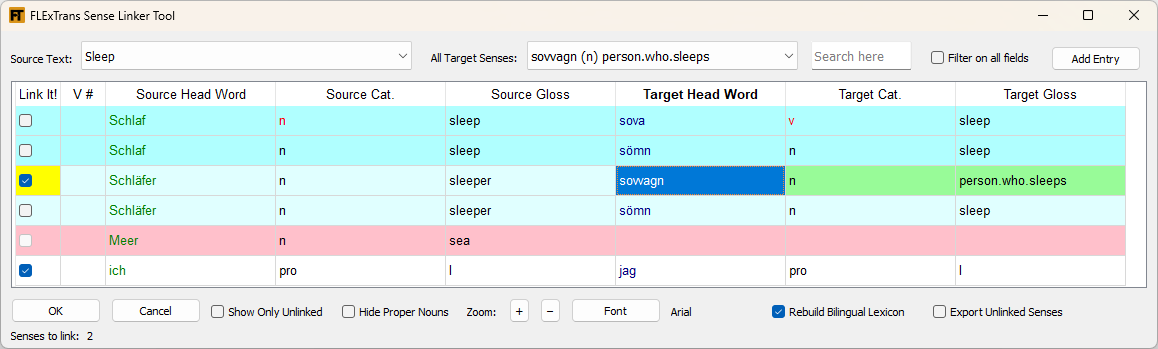 FLExTrans Sense Linker Tool
Source Text: Sleep All Target Senses: sovvagn (n) person.who.sleeps Search here Filter on all fields Add Entry
Link It! V # Source Head Word Source Cat. Source Gloss Target Head Word Target Cat. Target Gloss
Schlaf n sleep sova v sleep
Schlaf n sleep sömn n sleep
Schläfer n sleeper sovvagn n person.who.sleeps
Schläfer n sleeper sömn n sleep
Meer n sea
ich pro I jag pro I
OK Cancel Show Only Unlinked Hide Proper Nouns Zoom: + − Font Arial Rebuild Bilingual Lexicon Export Unlinked Senses
Senses to link: 2